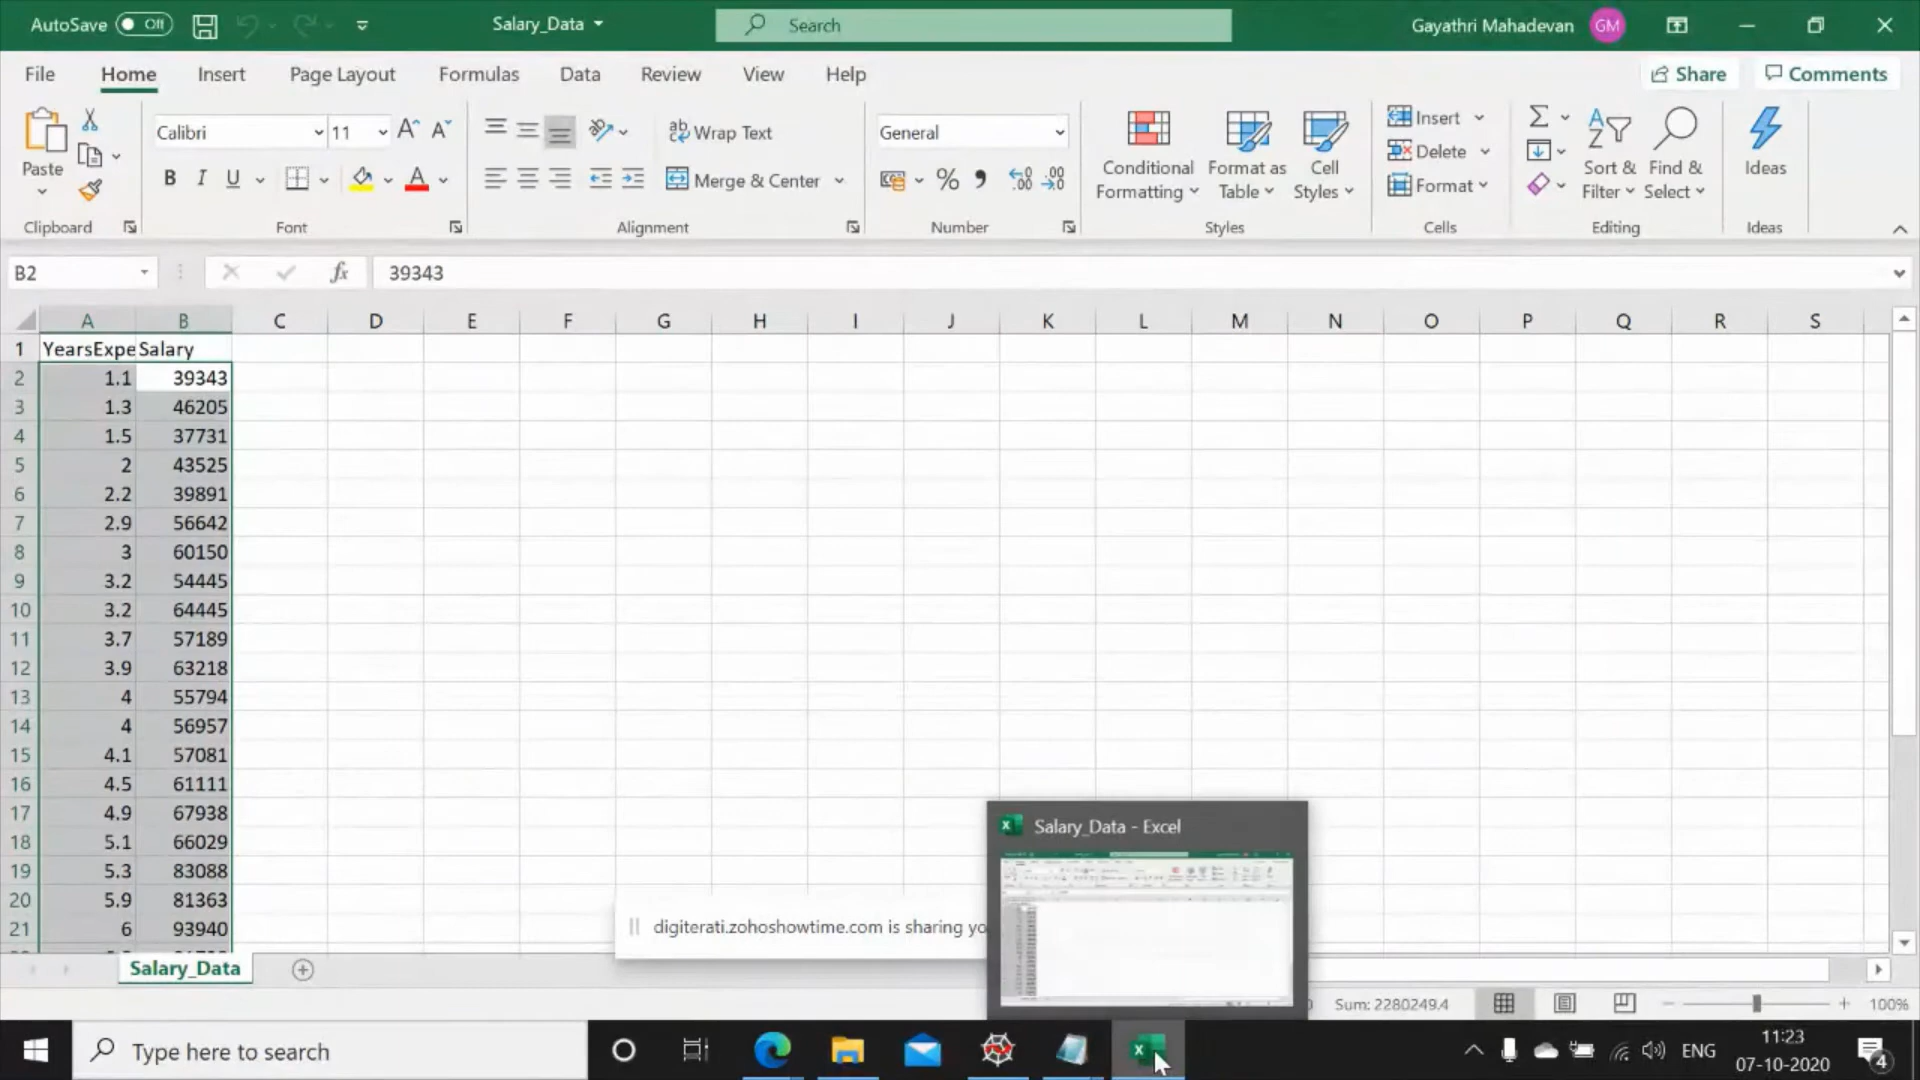 AutoSave Off Salary_Data Search Gayathri Mahadevan GM
File Home Insert Page Layout Formulas Data Review View Help Share Comments
Calibri 11 Wrap Text General Insert
Paste Conditional Format as Cell Delete Sort & Find & Ideas
Merge & Center Formatting Table Styles Format Filter Select
Clipboard Font Alignment Number Styles Cells Editing Ideas
B2 fx 39343
A B C D E F G H I J K L M N O P Q R S
1 YearsExpe Salary
2 1.1 39343
3 1.3 46205
4 1.5 37731
5 2 43525
6 2.2 39891
7 2.9 56642
8 3 60150
9 3.2 54445
10 3.2 64445
11 3.7 57189
12 3.9 63218
13 4 55794
14 4 56957
15 4.1 57081
16 4.5 61111
17 4.9 67938
18 5.1 66029
19 5.3 83088
20 5.9 81363
21 6 93940
Salary_Data - Excel
digiterati.zohoshowtime.com is sharing yo
Salary_Data
Sum: 2280249.4 100%
Type here to search ENG 11:23
07-10-2020 4